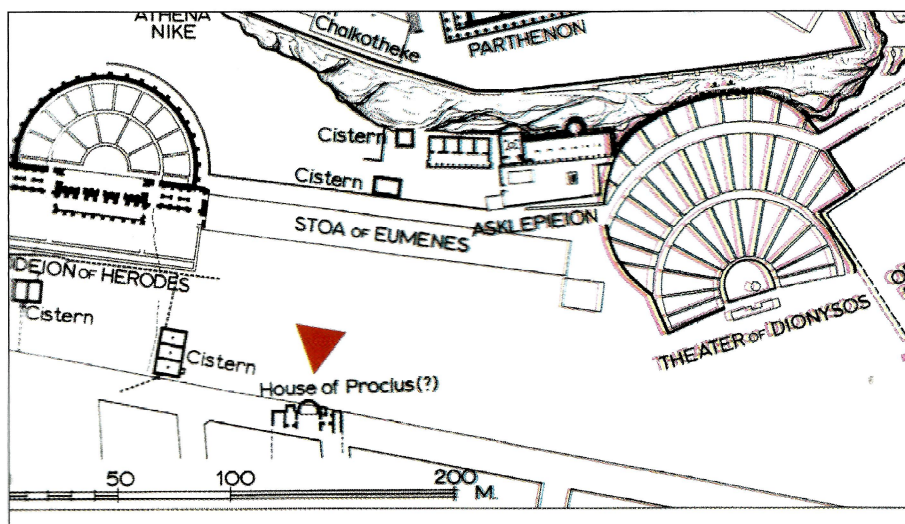 ATHENA
NIKE
Chalkotheke
PARTHENON
Cistern
Cistern
STOA OF EUMENES
ASKLEPIEION
DEION OF HERODES
Cistern
Cistern
House of Proclus(?)
THEATER OF DIONYSOS
50 100 200
M.